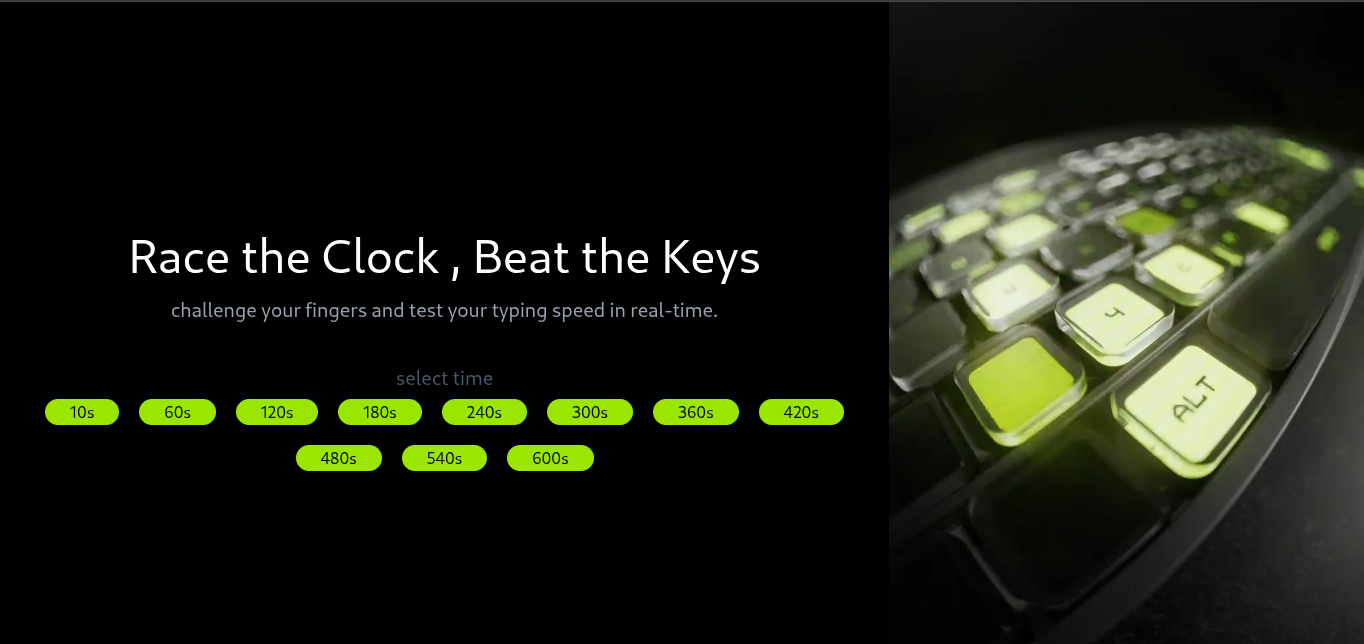 Race the Clock , Beat the Keys
challenge your fingers and test your typing speed in real-time.
select time
10s 60s 120s 180s 240s 300s 360s 420s
480s 540s 600s
ALT